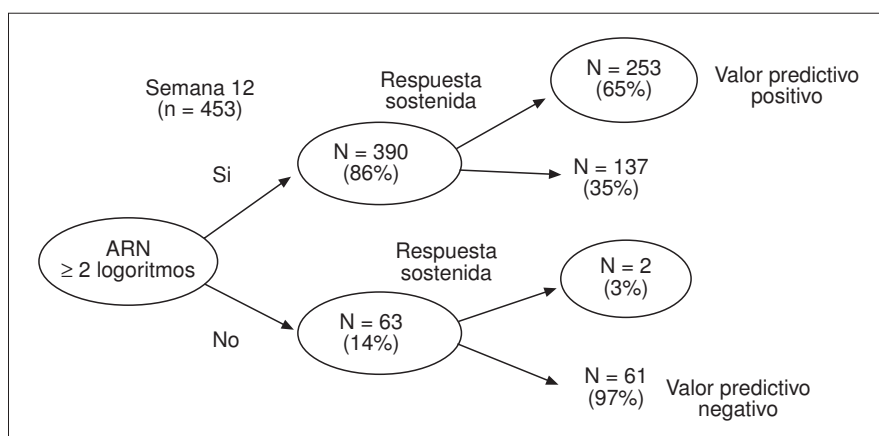 Semana 12
(n = 453)
Respuesta
sostenida
N = 253
(65%)
Valor predictivo
positivo
Si
N = 390
(86%)
N = 137
(35%)
ARN
≥ 2 logoritmos
Respuesta
sostenida
N = 2
(3%)
No
N = 63
(14%)
N = 61
(97%)
Valor predictivo
negativo